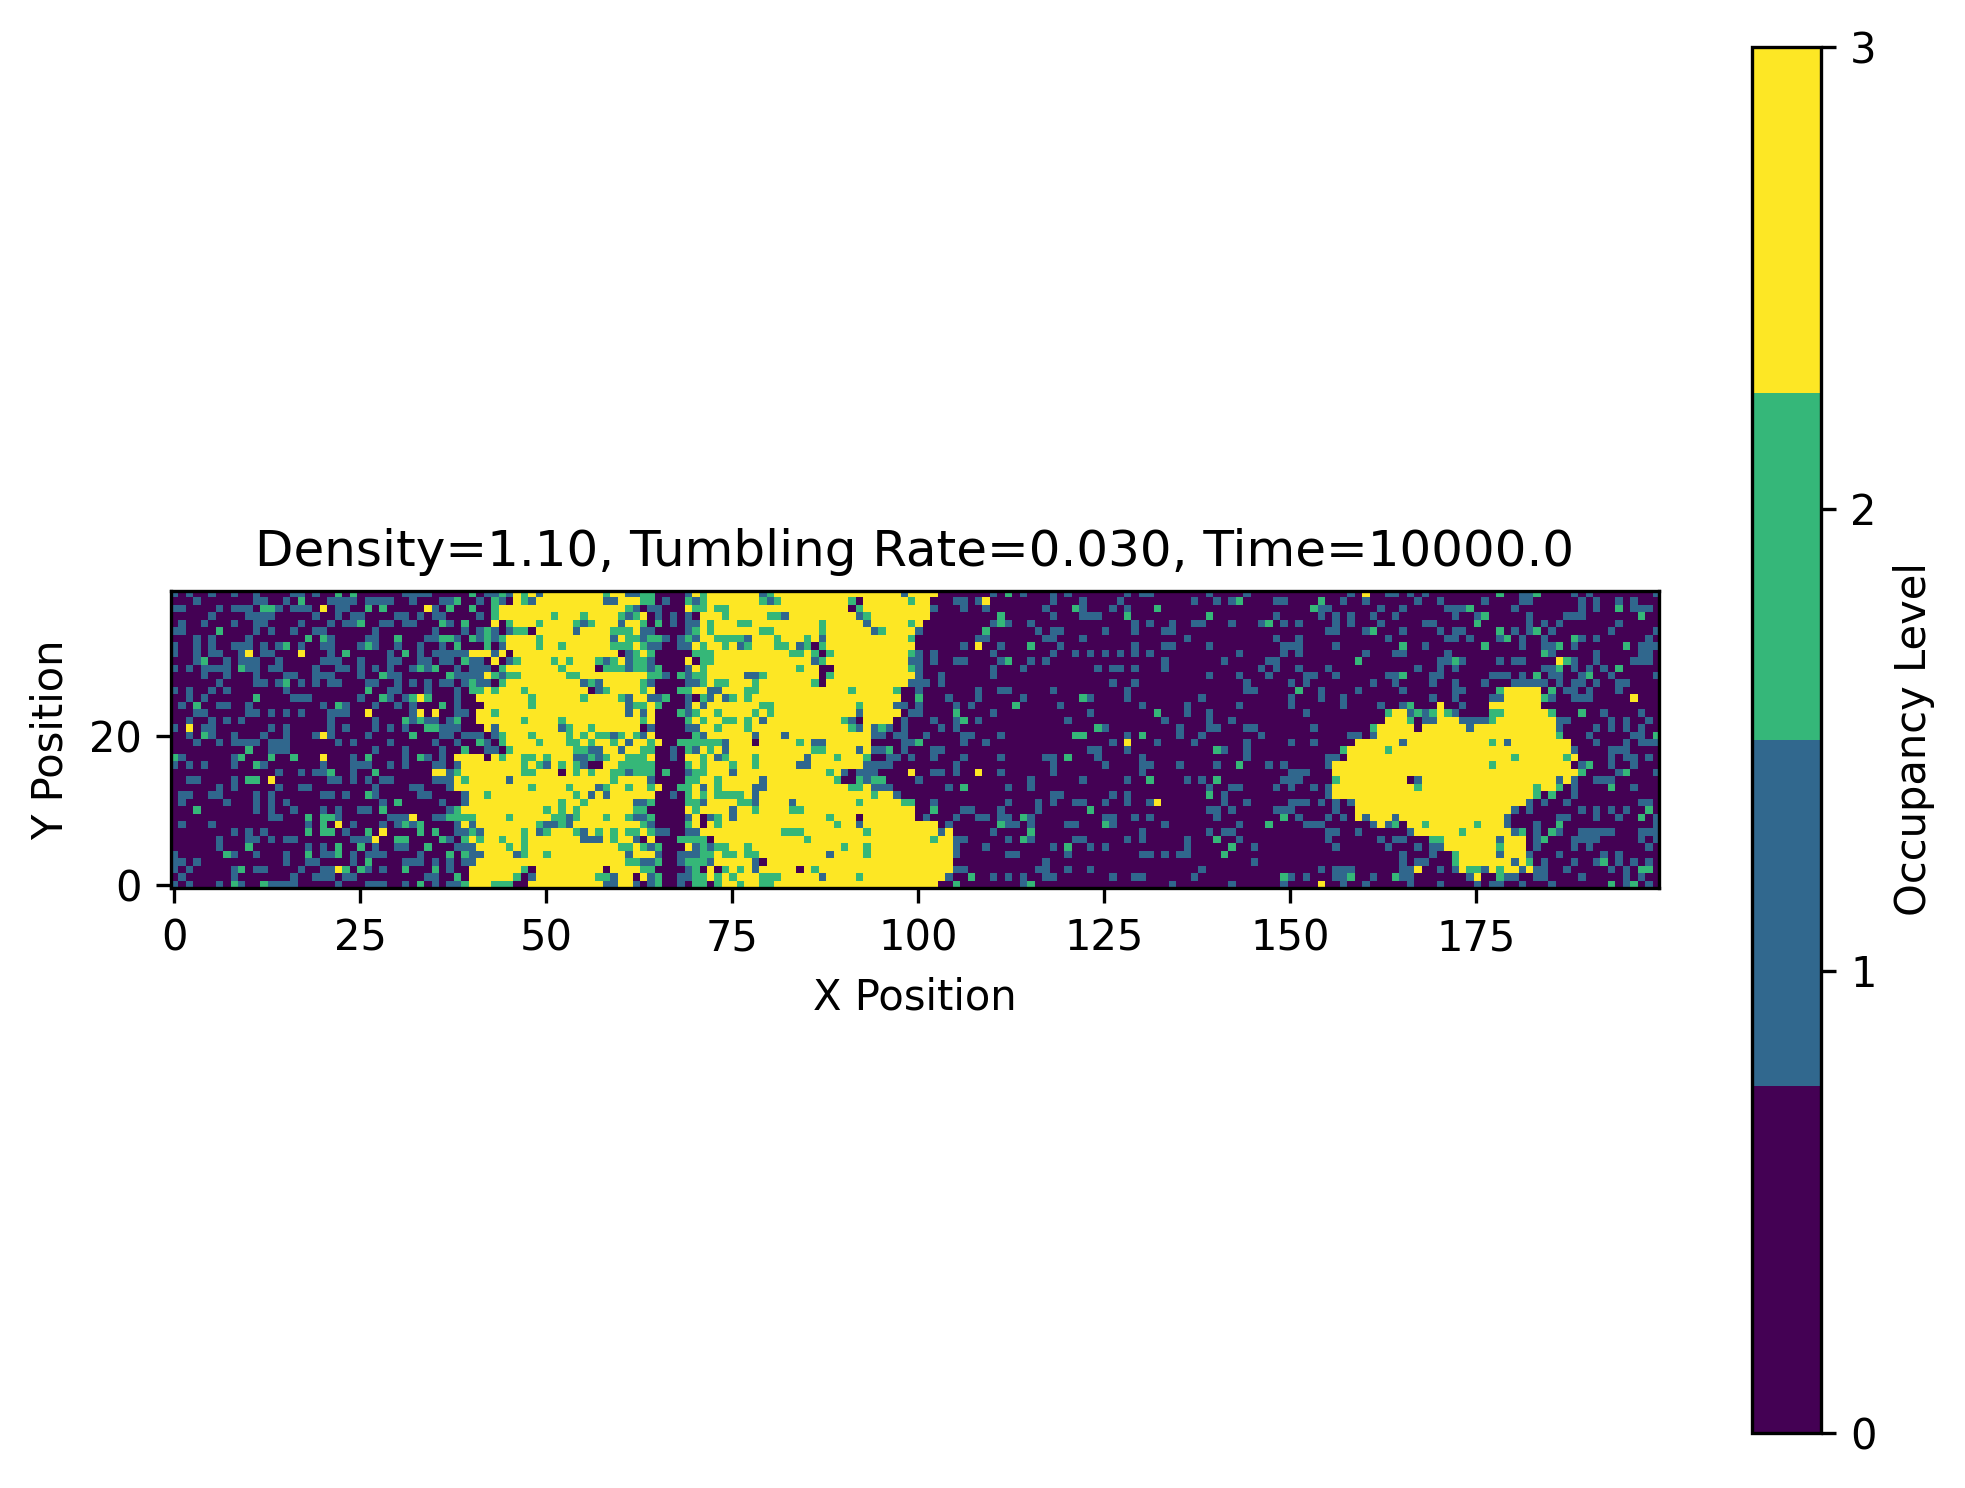 Density=1.10, Tumbling Rate=0.030, Time=10000.0
Y Position
20
0
0 25 50 75 100 125 150 175
X Position
3
2
1
0
Occupancy Level